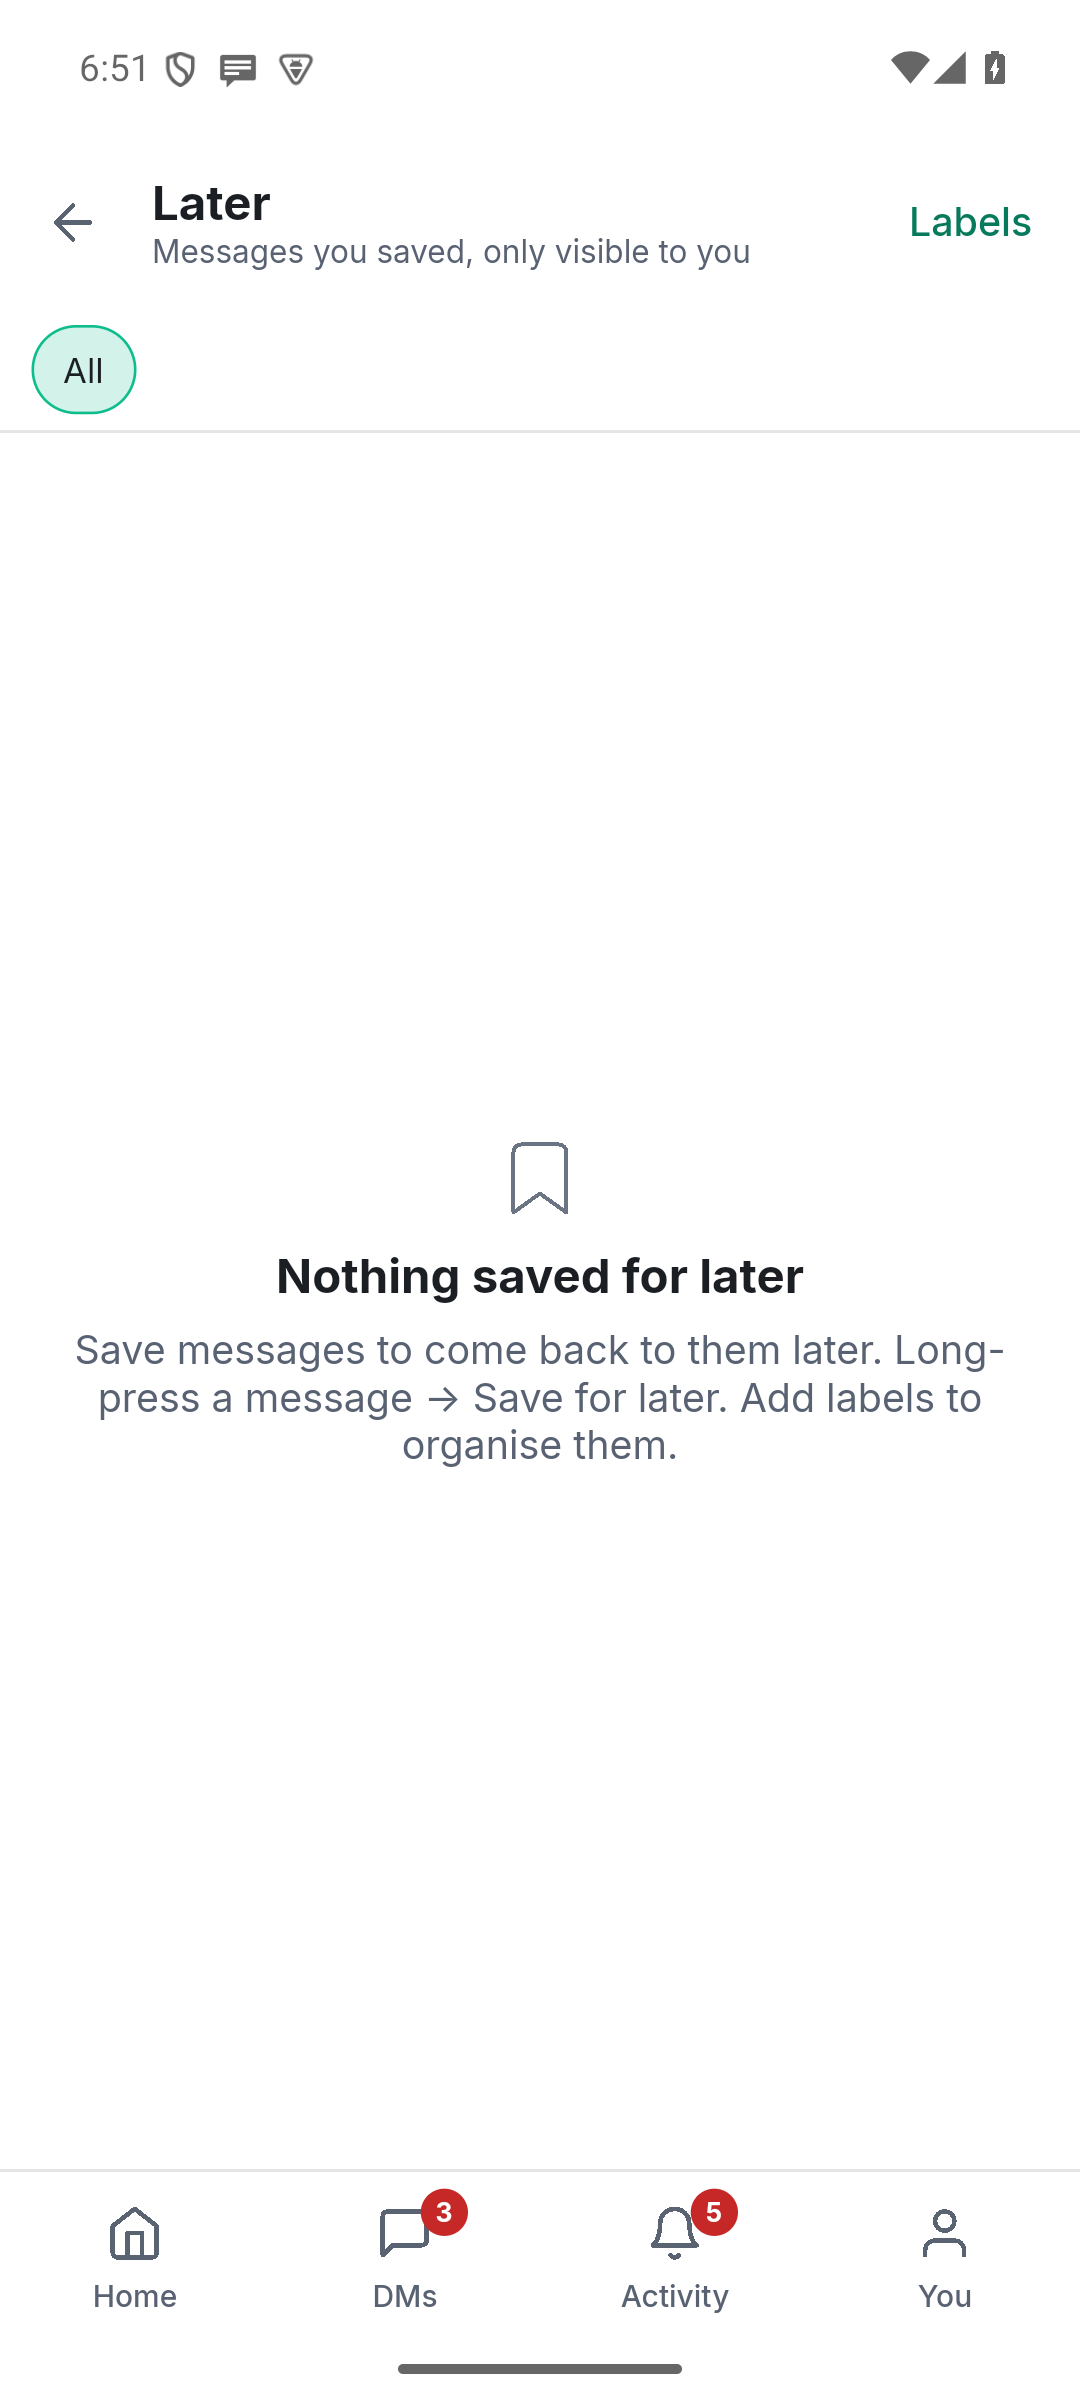 6:51
Later
Messages you saved, only visible to you
Labels
All
Nothing saved for later
Save messages to come back to them later. Long-
press a message → Save for later. Add labels to
organise them.
3
5
Home
DMs
Activity
You